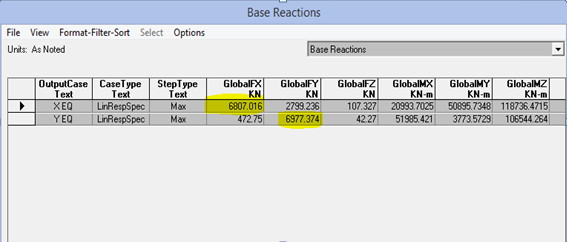 Base Reactions
File View Format-Filter-Sort Select Options
Units: As Noted Base Reactions
OutputCase CaseType StepType GlobalFX GlobalFY GlobalFZ GlobalMX GlobalMY GlobalMZ
Text Text Text KN KN KN KN-m KN-m KN-m
X EQ LinRespSpec Max 6807.016 2799.236 107.327 20993.7025 50895.7348 118736.4715
Y EQ LinRespSpec Max 472.75 6977.374 42.27 51985.421 3773.5729 106544.264